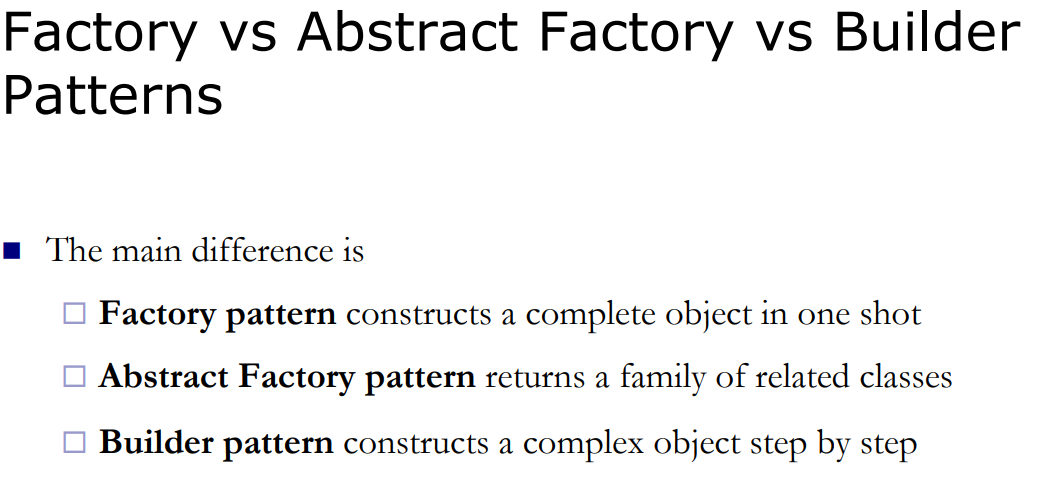 Factory vs Abstract Factory vs Builder
Patterns
The main difference is
Factory pattern constructs a complete object in one shot
Abstract Factory pattern returns a family of related classes
Builder pattern constructs a complex object step by step